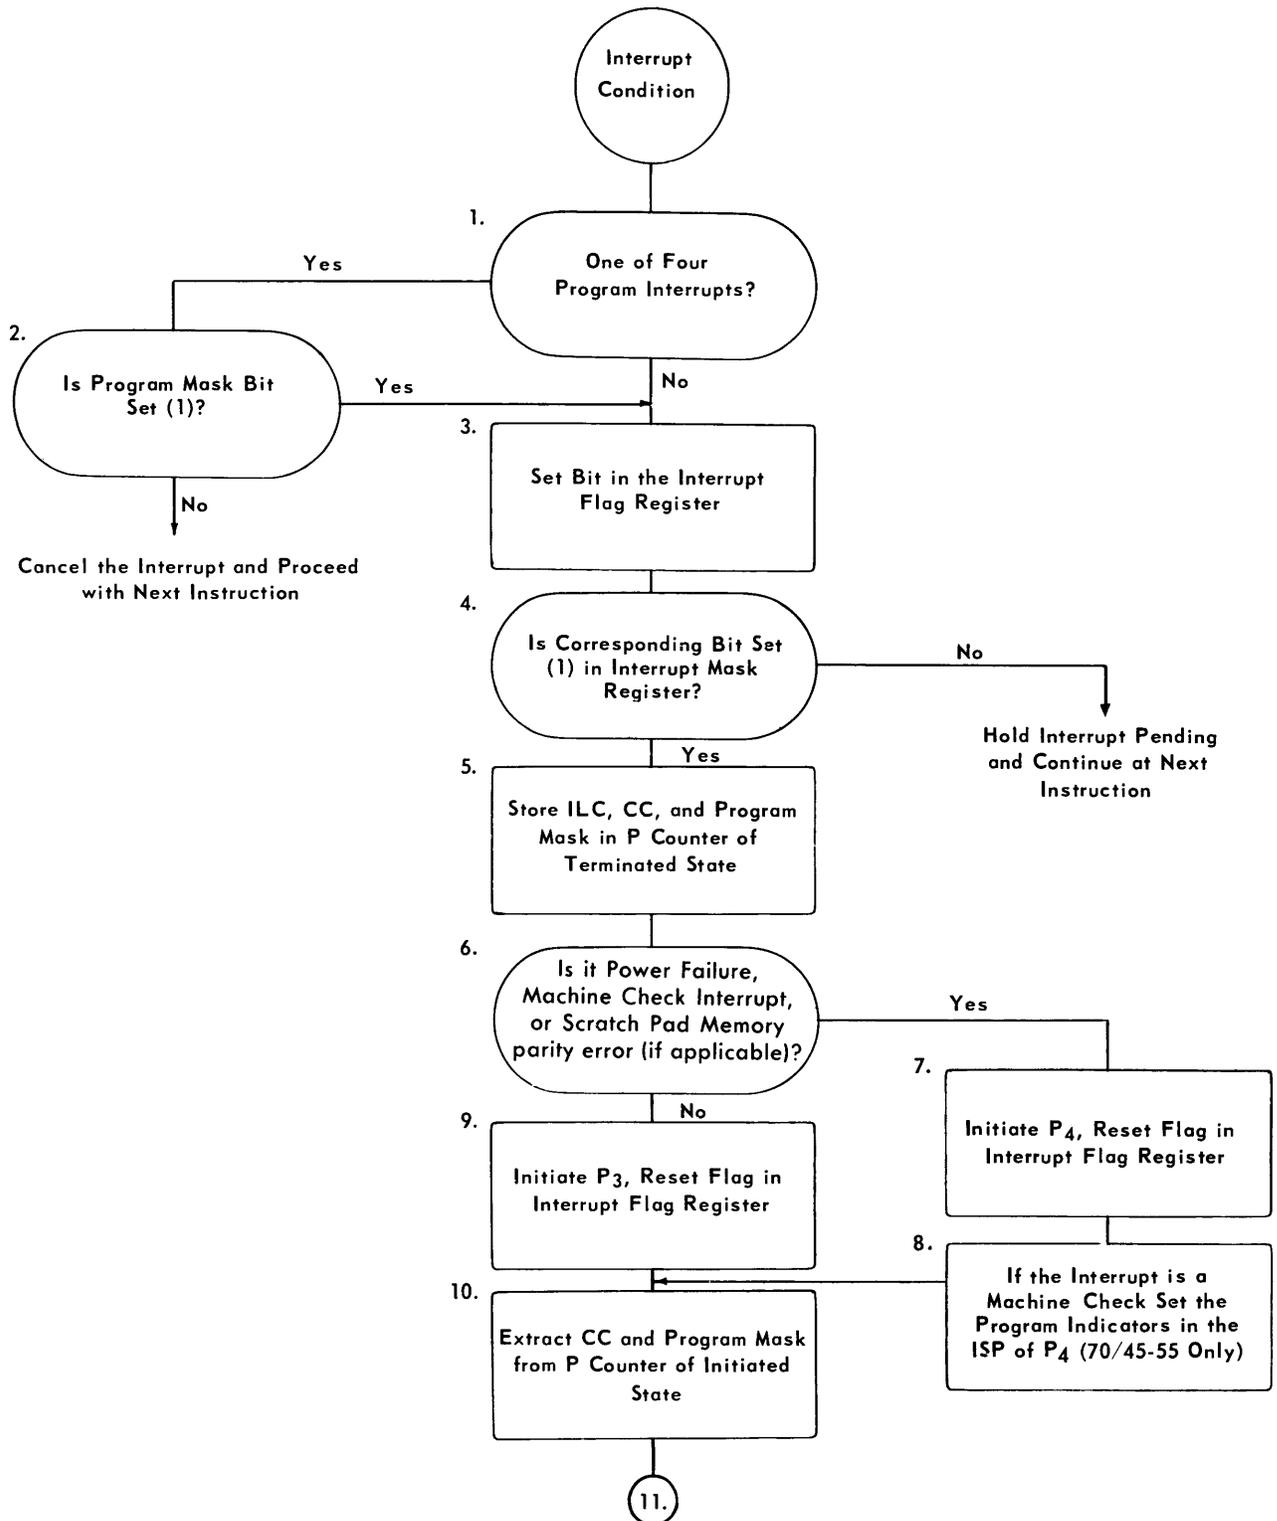 Interrupt
Condition
1.
One of Four
Program Interrupts?
Yes
2.
Is Program Mask Bit
Set (1)?
Yes
No
No
Cancel the Interrupt and Proceed
with Next Instruction
3.
Set Bit in the Interrupt
Flag Register
4.
Is Corresponding Bit Set
(1) in Interrupt Mask
Register?
No
Hold Interrupt Pending
and Continue at Next
Instruction
Yes
5.
Store ILC, CC, and Program
Mask in P Counter of
Terminated State
6.
Is it Power Failure,
Machine Check Interrupt,
or Scratch Pad Memory
parity error (if applicable)?
Yes
7.
Initiate P4, Reset Flag in
Interrupt Flag Register
No
9.
Initiate P3, Reset Flag in
Interrupt Flag Register
8.
If the Interrupt is a
Machine Check Set the
Program Indicators in the
ISP of P4 (70/45-55 Only)
10.
Extract CC and Program Mask
from P Counter of Initiated
State
11.